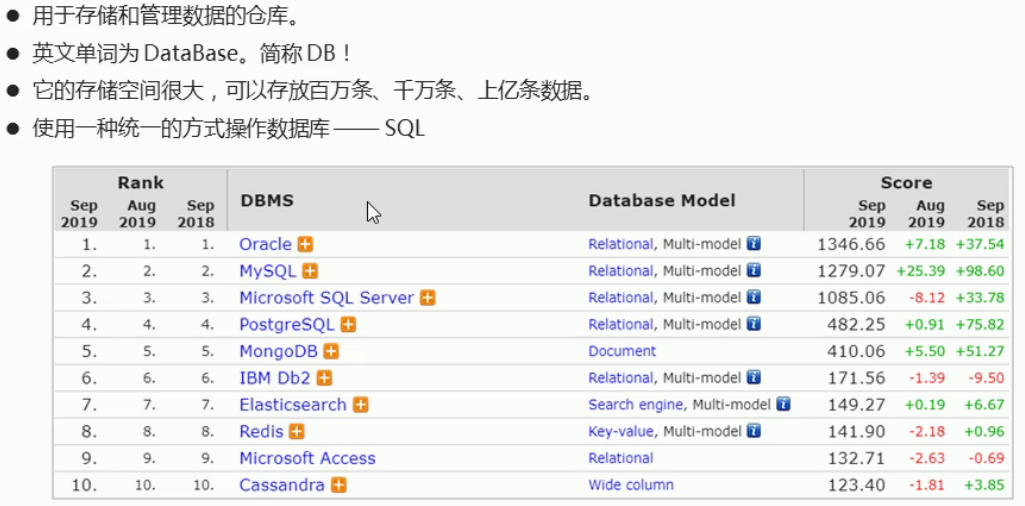 ● 用于存储和管理数据的仓库。
● 英文单词为 DataBase。简称 DB！
● 它的存储空间很大，可以存放百万条、千万条、上亿条数据。
● 使用一种统一的方式操作数据库 —— SQL
Rank DBMS Database Model Score
Sep 2019 Aug 2019 Sep 2018 Sep 2019 Aug 2019 Sep 2018
1. 1. 1. Oracle Relational, Multi-model 1346.66 +7.18 +37.54
2. 2. 2. MySQL Relational, Multi-model 1279.07 +25.39 +98.60
3. 3. 3. Microsoft SQL Server Relational, Multi-model 1085.06 -8.12 +33.78
4. 4. 4. PostgreSQL Relational, Multi-model 482.25 +0.91 +75.82
5. 5. 5. MongoDB Document 410.06 +5.50 +51.27
6. 6. 6. IBM Db2 Relational, Multi-model 171.56 -1.39 -9.50
7. 7. 7. Elasticsearch Search engine, Multi-model 149.27 +0.19 +6.67
8. 8. 8. Redis Key-value, Multi-model 141.90 -2.18 +0.96
9. 9. 9. Microsoft Access Relational 132.71 -2.63 -0.69
10. 10. 10. Cassandra Wide column 123.40 -1.81 +3.85